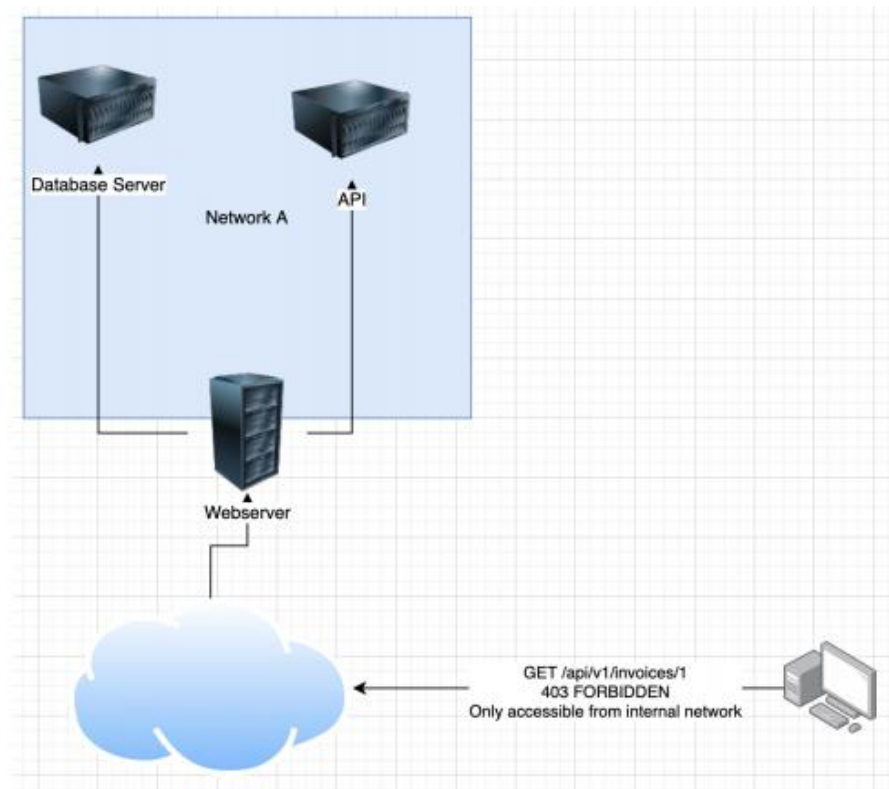 Database Server
API
Network A
Webserver
GET /api/v1/invoices/1
403 FORBIDDEN
Only accessible from internal network